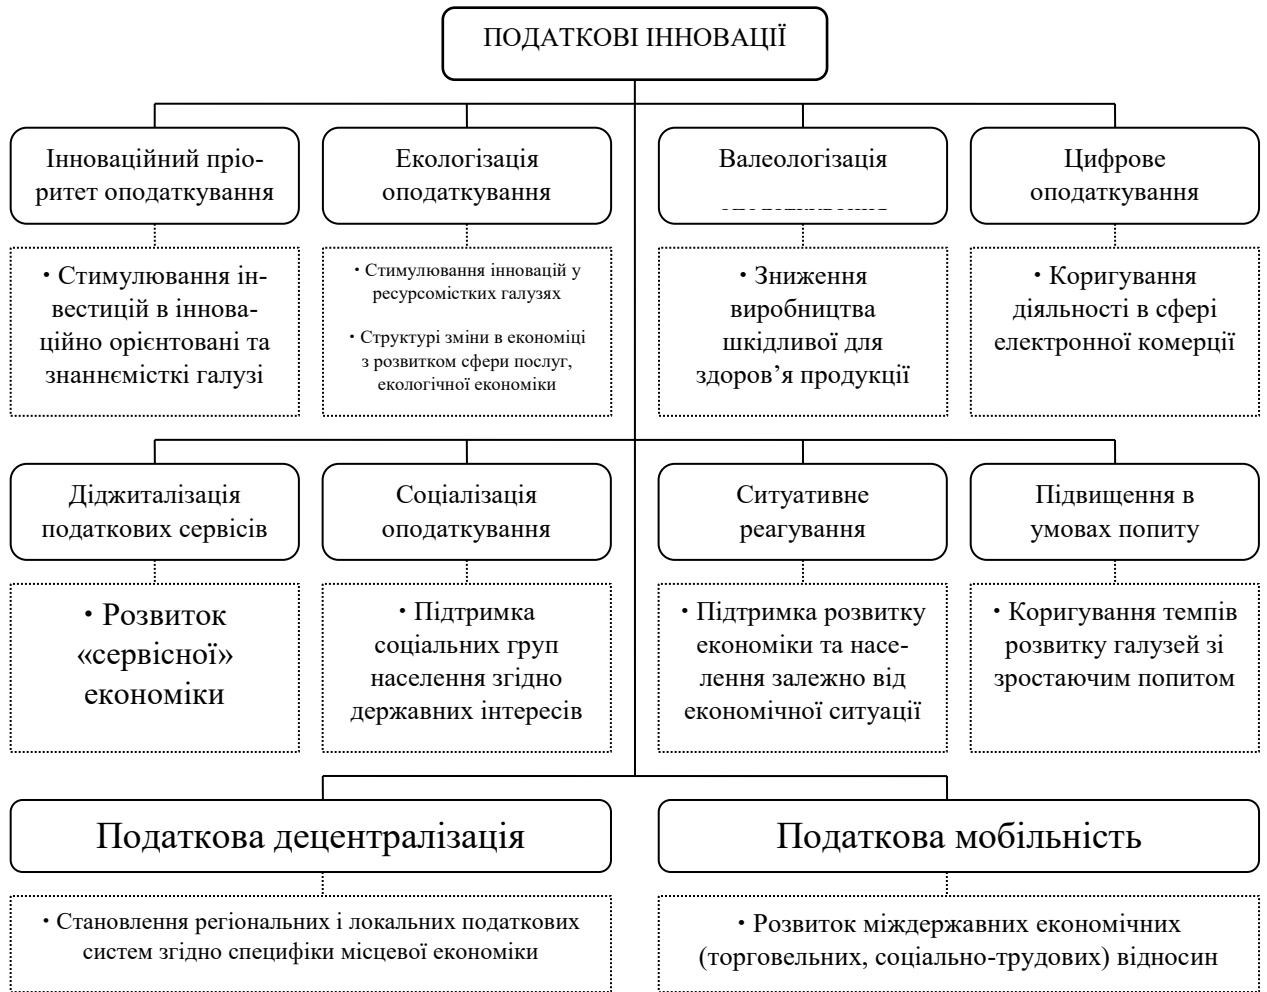 ПОДАТКОВІ ІННОВАЦІЇ
Інноваційний пріо-
ритет оподаткування
Екологізація
оподаткування
Валеологізація
Цифрове
оподаткування
• Стимулювання ін-
вестицій в іннова-
ційно орієнтовані та
знаннємісткі галузі
• Стимулювання інновацій у
ресурсомістких галузях
• Структурі зміни в економіці
з розвитком сфери послуг,
екологічної економіки
• Зниження
виробництва
шкідливої для
здоров’я продукції
• Коригування
діяльності в сфері
електронної комерції
Діджиталізація
податкових сервісів
Соціалізація
оподаткування
Ситуативне
реагування
Підвищення в
умовах попиту
• Розвиток
«сервісної»
економіки
• Підтримка
соціальних груп
населення згідно
державних інтересів
• Підтримка розвитку
економіки та насе-
лення залежно від
економічної ситуації
• Коригування темпів
розвитку галузей зі
зростаючим попитом
Податкова децентралізація
Податкова мобільність
• Становлення регіональних і локальних податкових
систем згідно специфіки місцевої економіки
• Розвиток міждержавних економічних
(торговельних, соціально-трудових) відносин